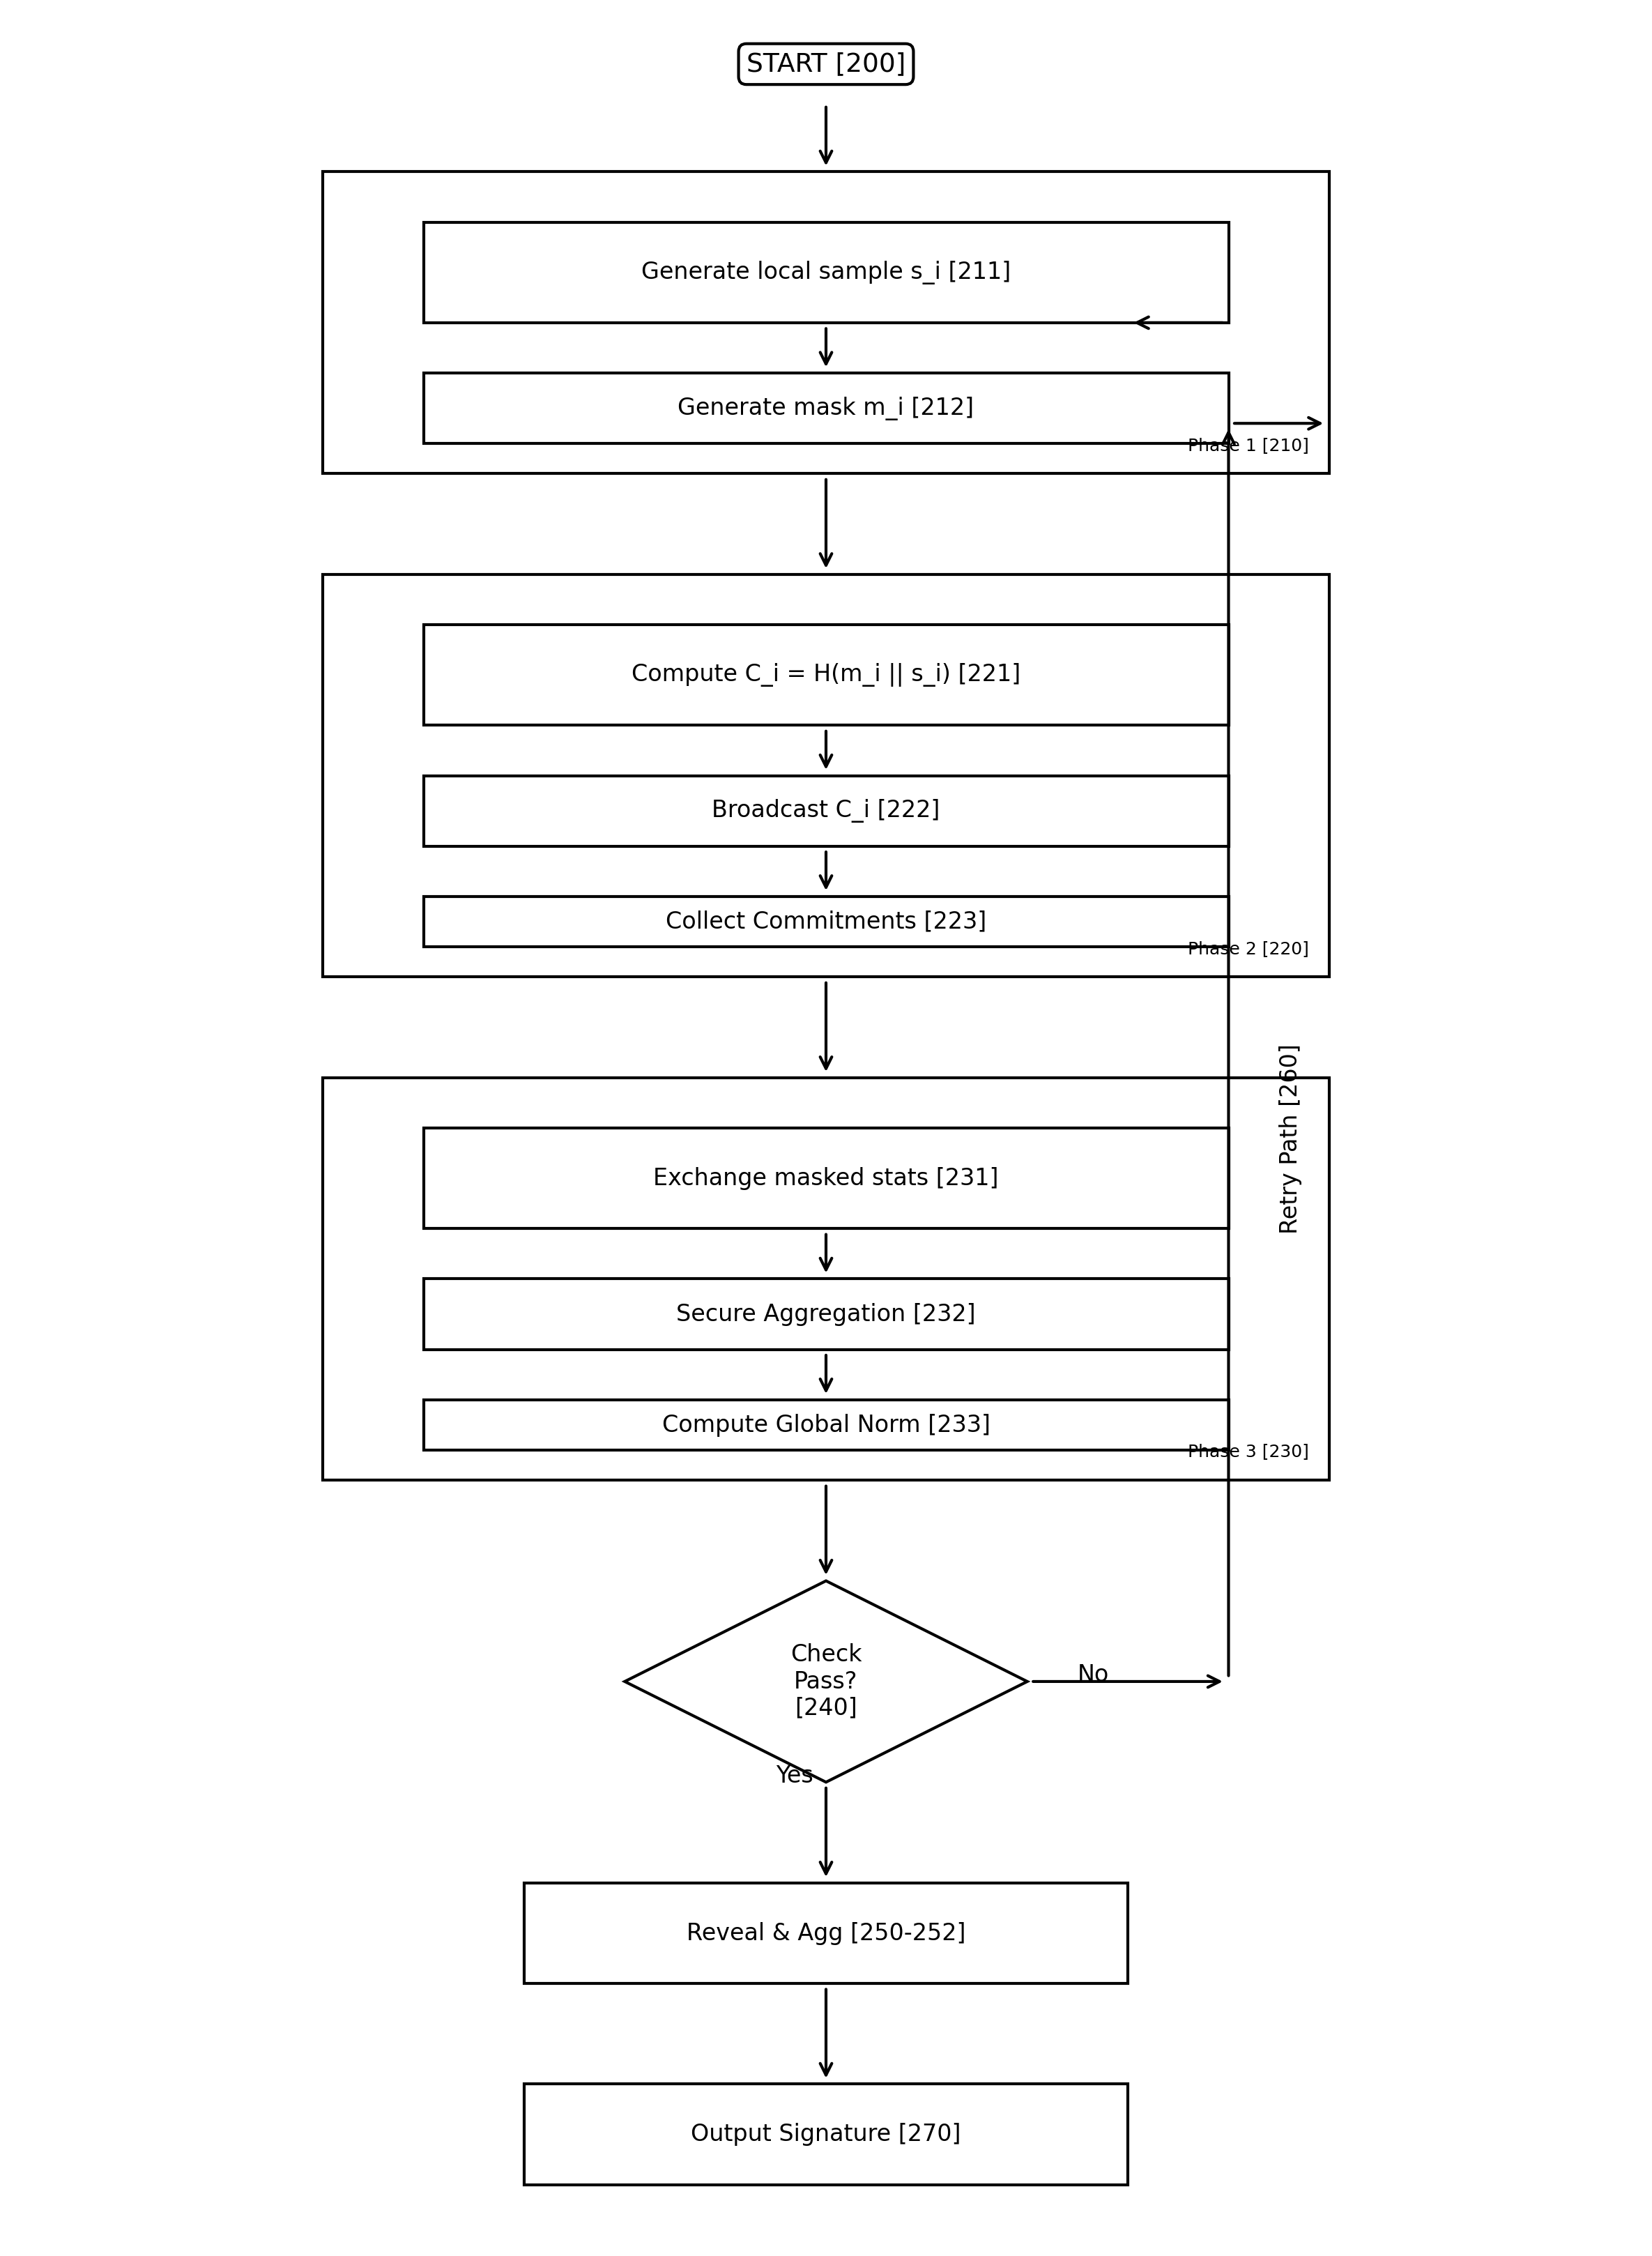 START [200]
Generate local sample s_i [211]
Generate mask m_i [212]
Phase 1 [210]
Compute C_i = H(m_i || s_i) [221]
Broadcast C_i [222]
Collect Commitments [223]
Phase 2 [220]
Retry Path [260]
Exchange masked stats [231]
Secure Aggregation [232]
Compute Global Norm [233]
Phase 3 [230]
Check
Pass?
[240]
No
Yes
Reveal & Agg [250-252]
Output Signature [270]